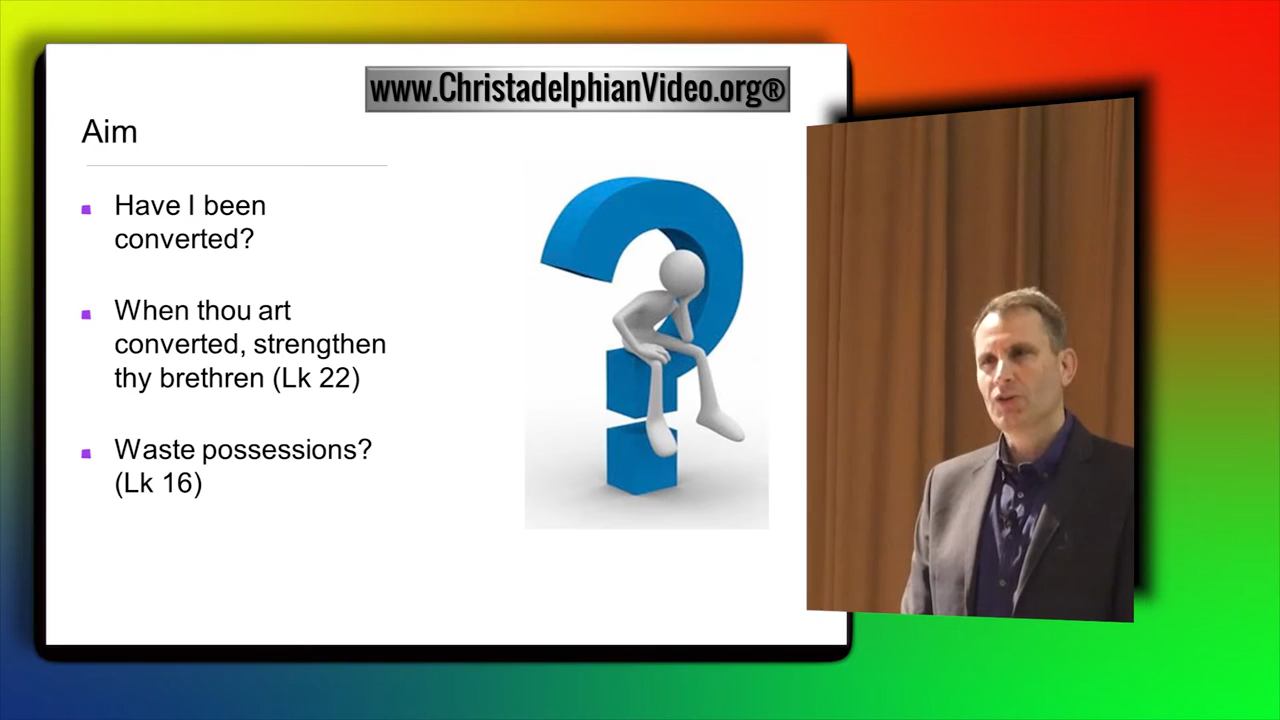 www.ChristadelphianVideo.org®
Aim
Have I been
converted?
When thou art
converted, strengthen
thy brethren (Lk 22)
Waste possessions?
(Lk 16)